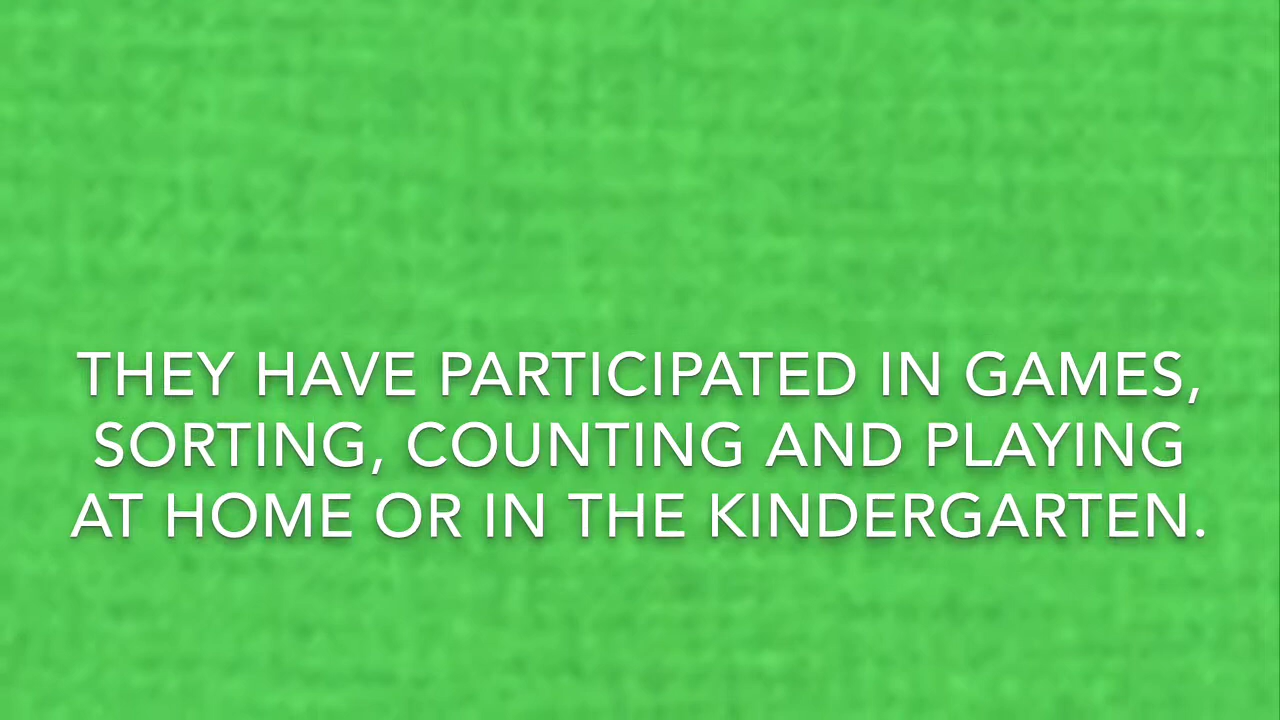 THEY HAVE PARTICIPATED IN GAMES,
SORTING, COUNTING AND PLAYING
AT HOME OR IN THE KINDERGARTEN.